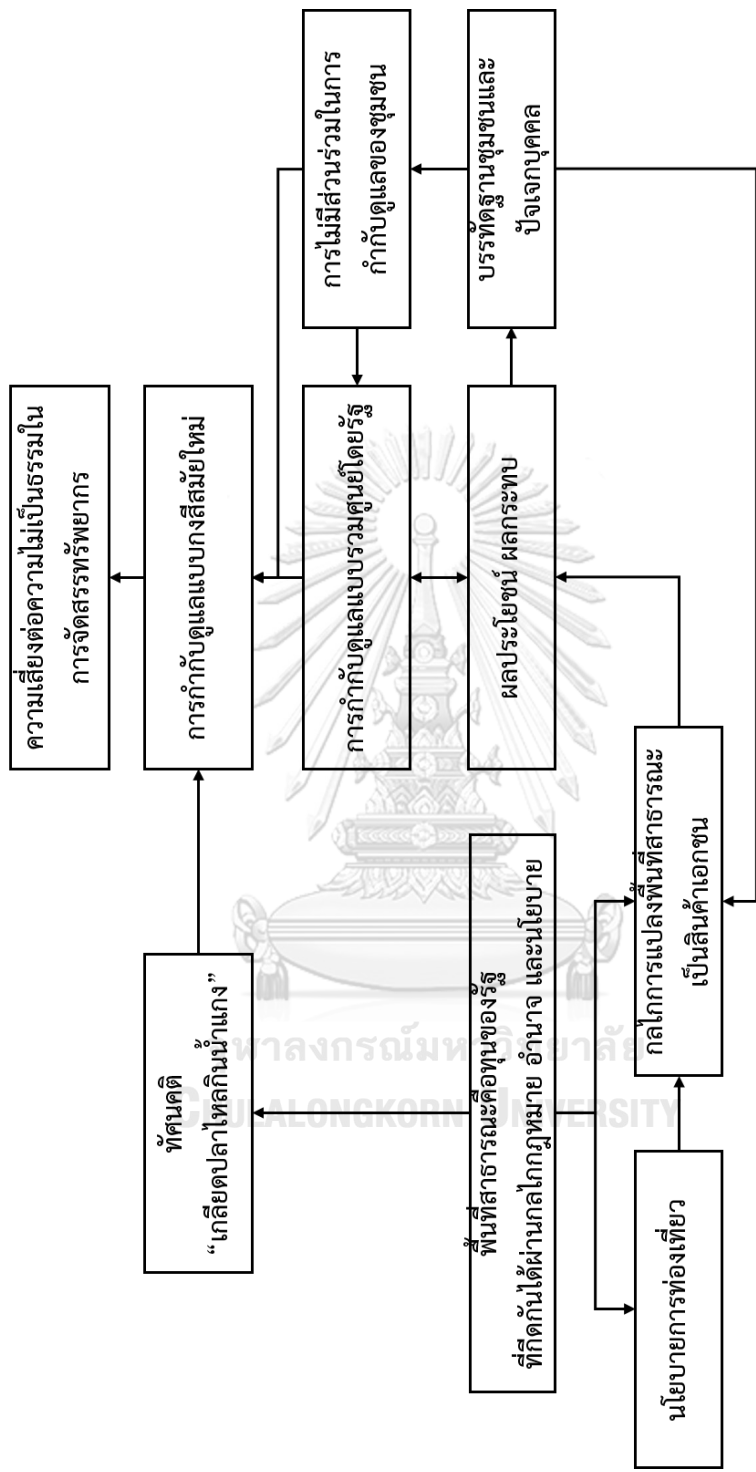 ความเสี่ยงต่อความไม่เป็นธรรมใน
การจัดสรรทรัพยากร
ทัศนคติ
“เกลียดปลาไหลกินน้ำแกง”
การกำกับดูแลแบบกงสีสมัยใหม่
การกำกับดูแลแบบรวมศูนย์โดยรัฐ
การไม่มีส่วนร่วมในการ
กำกับดูแลของชุมชน
พื้นที่สาธารณะคือทุนของรัฐ
ที่กีดกันได้ผ่านกลไกกฎหมาย อำนาจ และนโยบาย
ผลประโยชน์ ผลกระทบ
บรรทัดฐานชุมชนและ
ปัจเจกบุคคล
นโยบายการท่องเที่ยว
กลไกการแปลงพื้นที่สาธารณะ
เป็นสินค้าเอกชน
จุฬาลงกรณ์มหาวิทยาลัย
CHULALONGKORN UNIVERSITY